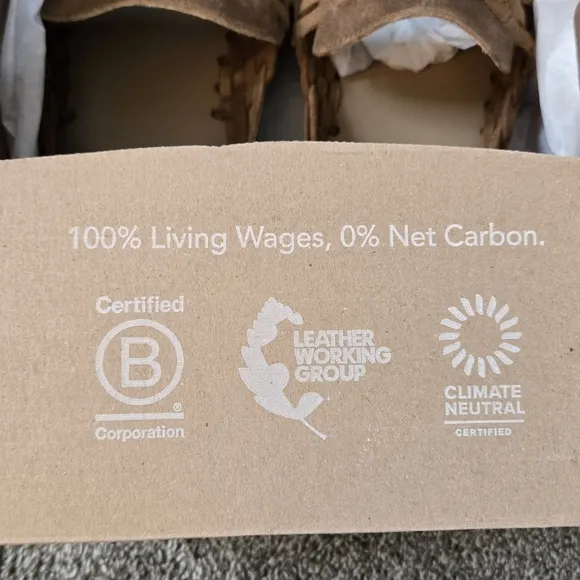 100% Living Wages, 0% Net Carbon.
Certified
B
®
Corporation
LEATHER
WORKING
GROUP
CLIMATE
NEUTRAL
CERTIFIED